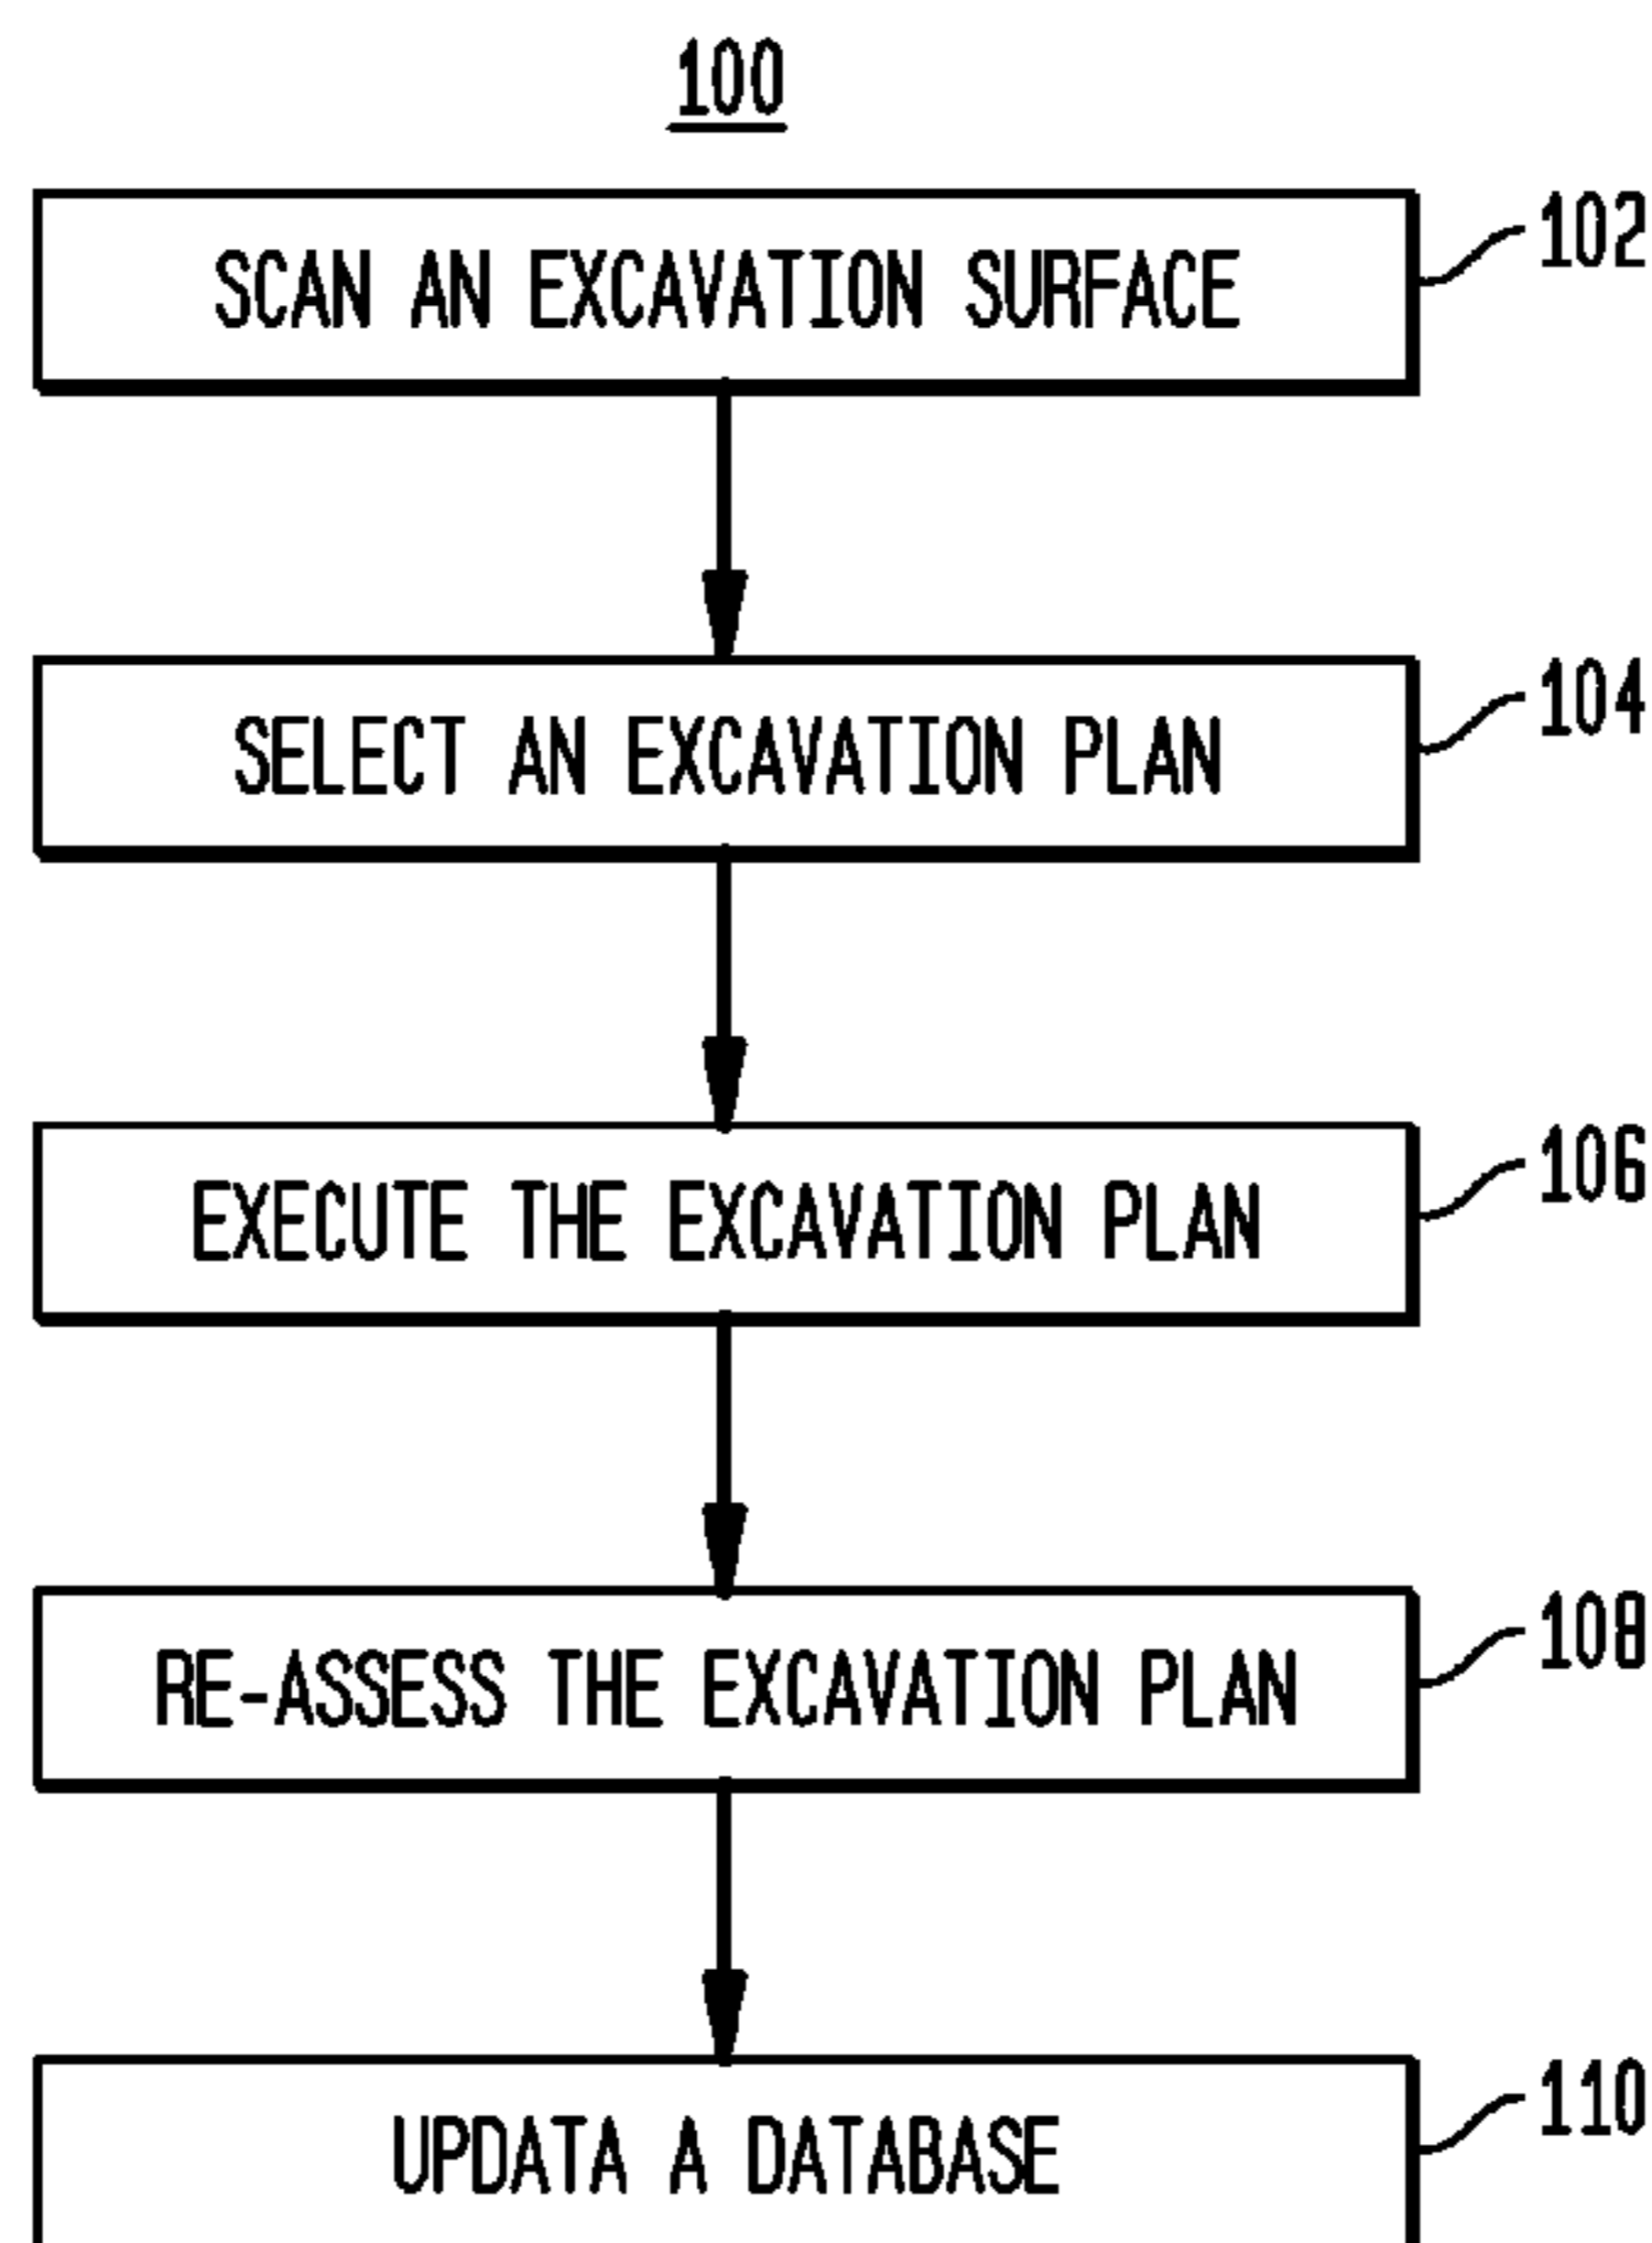 100
SCAN AN EXCAVATION SURFACE
102
SELECT AN EXCAVATION PLAN
104
EXECUTE THE EXCAVATION PLAN
106
RE-ASSESS THE EXCAVATION PLAN
108
UPDATA A DATABASE
110